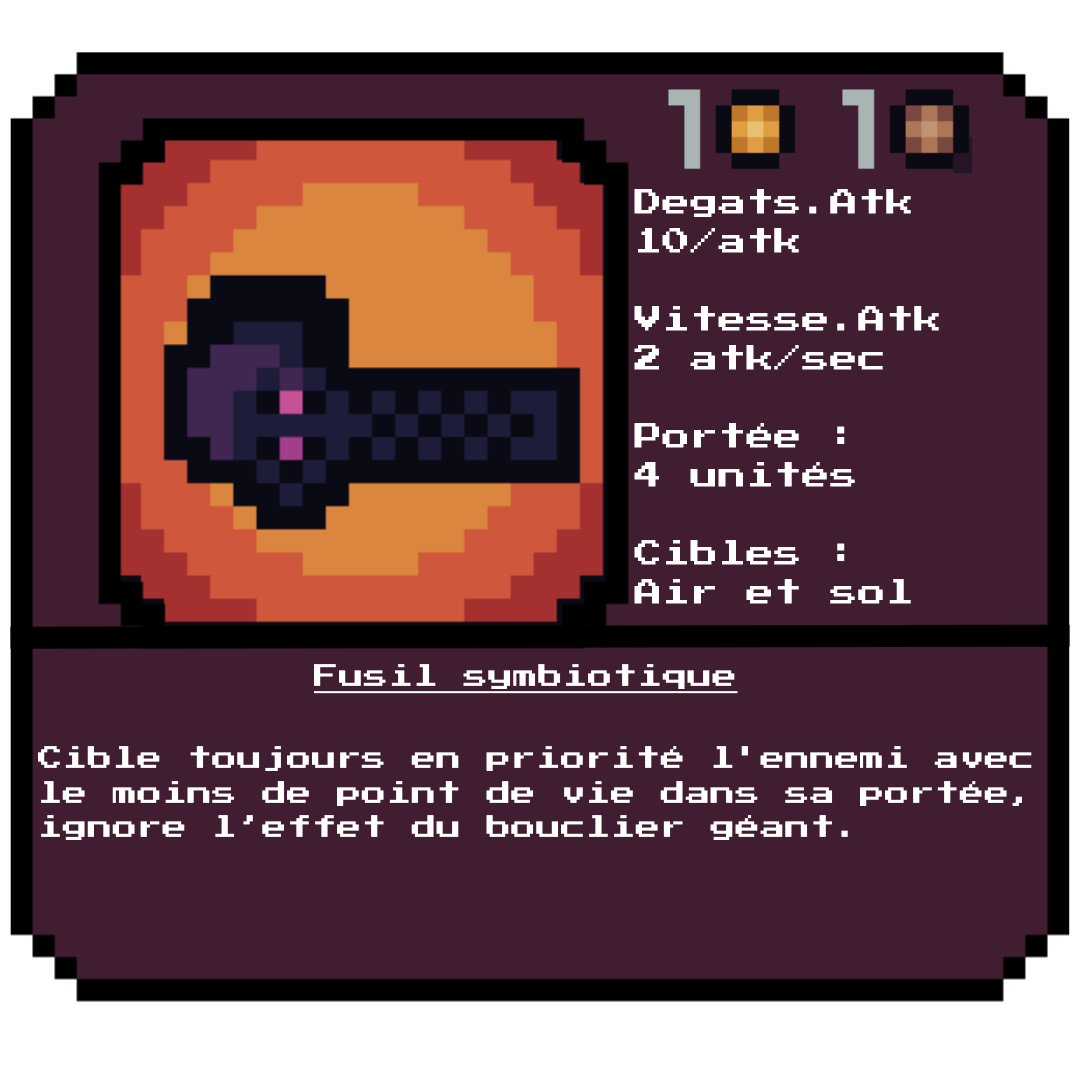 1 1
Degats.Atk
10/atk
Vitesse.Atk
2 atk/sec
Portée :
4 unités
Cibles :
Air et sol
Fusil symbiotique
Cible toujours en priorité l'ennemi avec
le moins de point de vie dans sa portée,
ignore l’effet du bouclier géant.